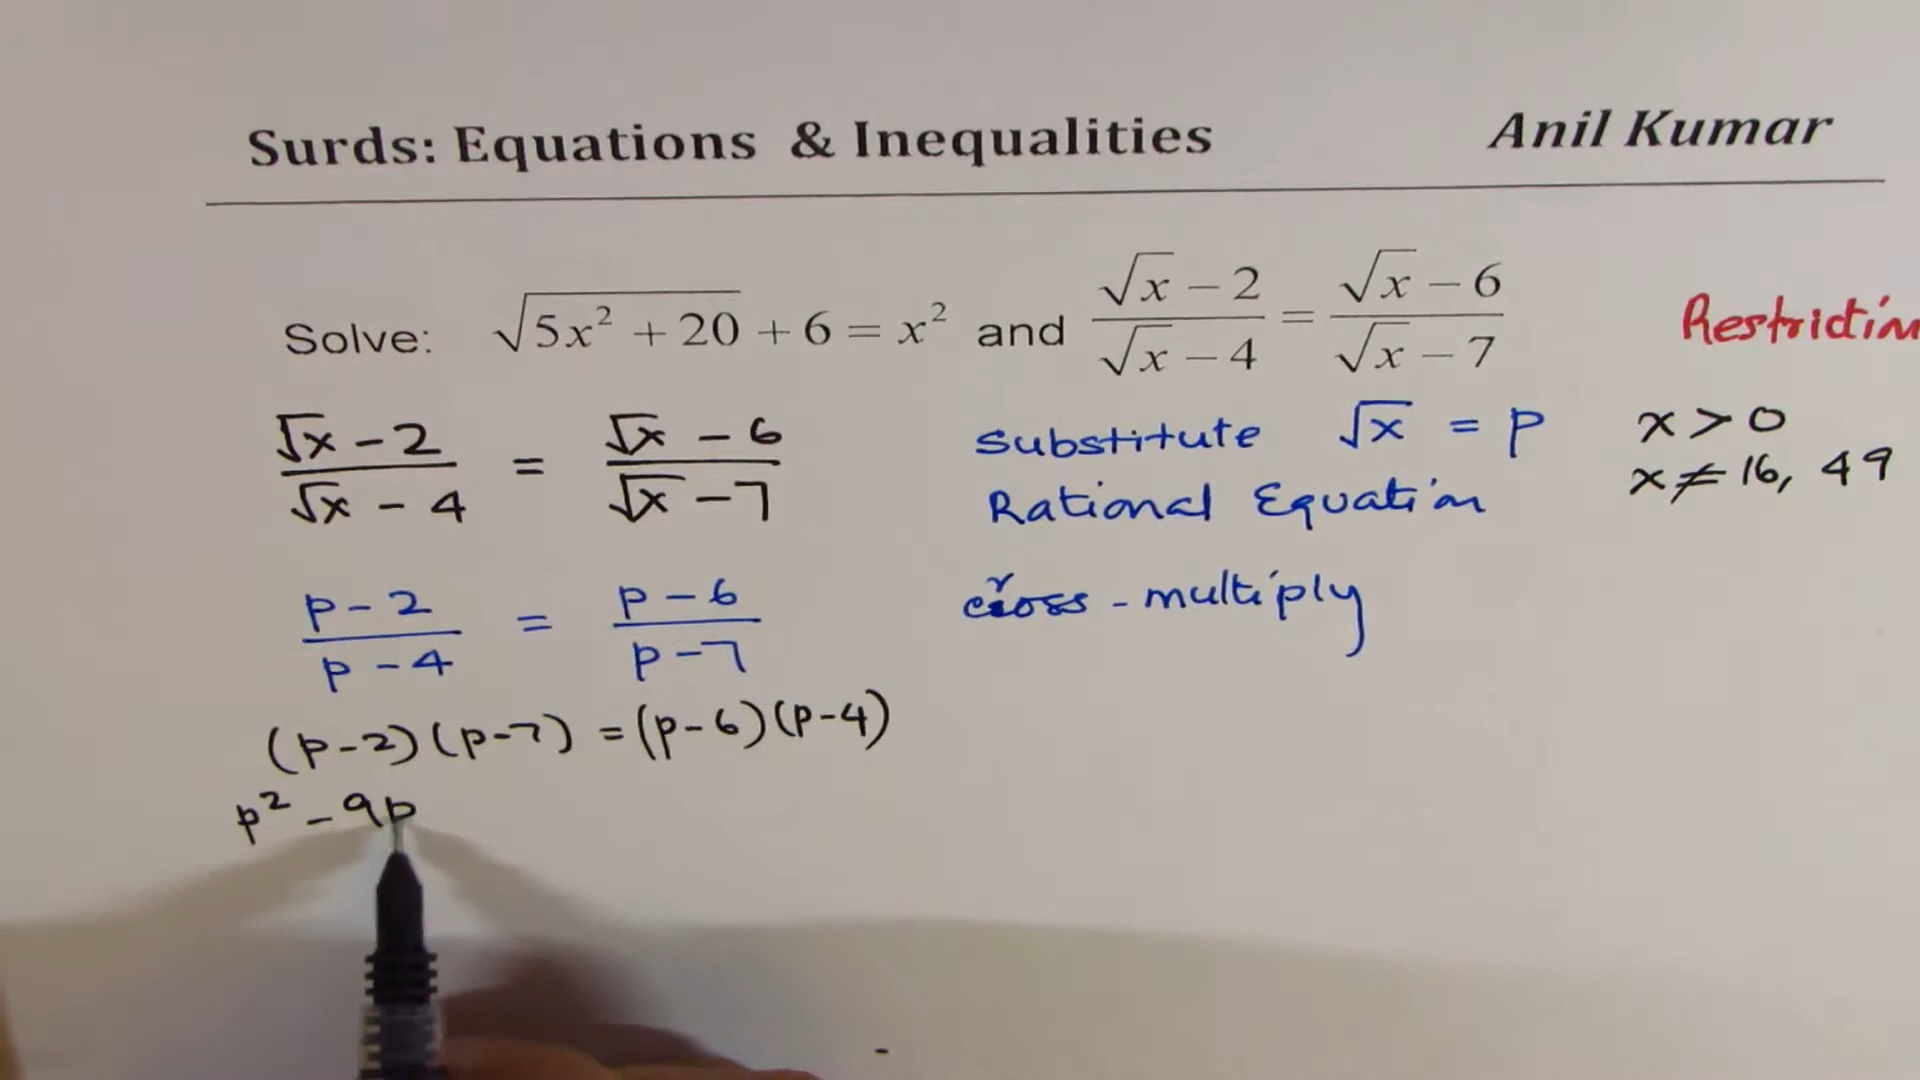 Surds: Equations & Inequalities Anil Kumar
Solve: √(5x² + 20) + 6 = x² and (√x − 2)/(√x − 4) = (√x − 6)/(√x − 7) Restrictin
(√x − 2)/(√x − 4) = (√x − 6)/(√x − 7)
Substitute √x = p
Rational Equation
x > 0
x ≠ 16, 49
(p − 2)/(p − 4) = (p − 6)/(p − 7)
cross - multiply
(p − 2)(p − 7) = (p − 6)(p − 4)
p² − 9p